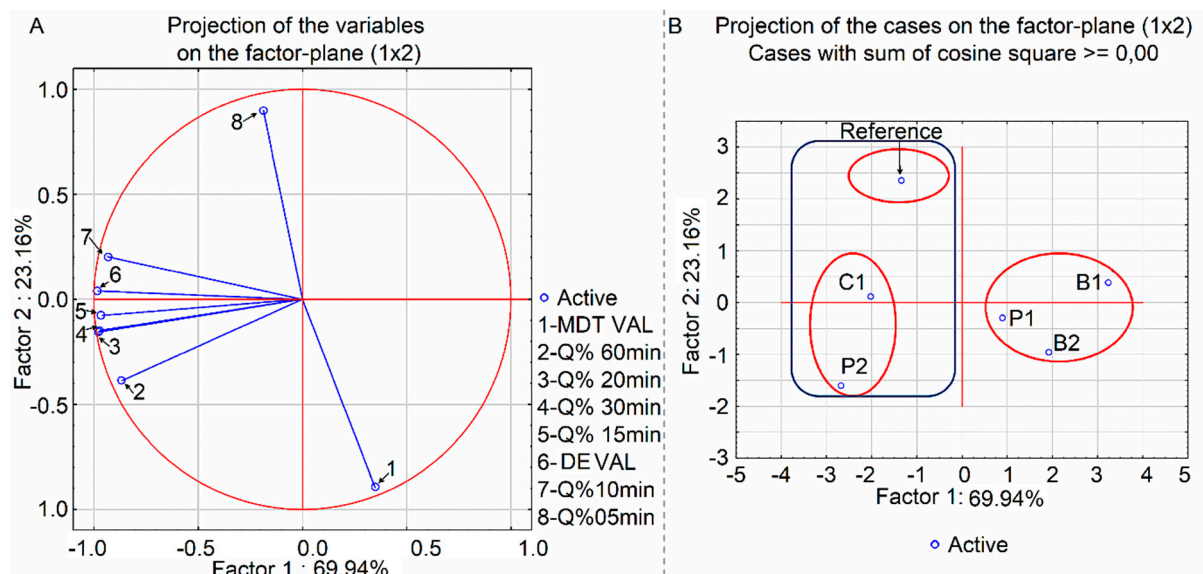 A
Projection of the variables
on the factor-plane (1x2)
1.0
0.5
0.0
-0.5
1.0
Factor 2 : 23.16%
8
7
6
5
4
3
2
1
-1.0
-0.5
0.0
0.5
1.0
Factor 1 : 69.94%
Active
1-MDT VAL
2-Q% 60min
3-Q% 20min
4-Q% 30min
5-Q% 15min
6-DE VAL
7-Q%10min
8-Q%05min
B
Projection of the cases on the factor-plane (1x2)
Cases with sum of cosine square >= 0,00
3
2
1
0
-1
-2
-3
Factor 2: 23.16%
Reference
C1
P2
B1
P1
B2
-5
-4
-3
-2
-1
0
1
2
3
4
5
Factor 1: 69.94%
Active